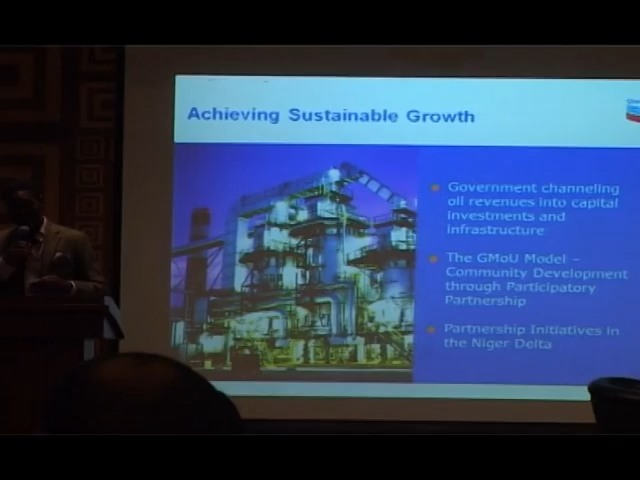 Achieving Sustainable Growth
Government channeling
oil revenues into capital
investments and
infrastructure
The GMoU Model –
Community Development
through Participatory
Partnership
Partnership Initiatives in
the Niger Delta